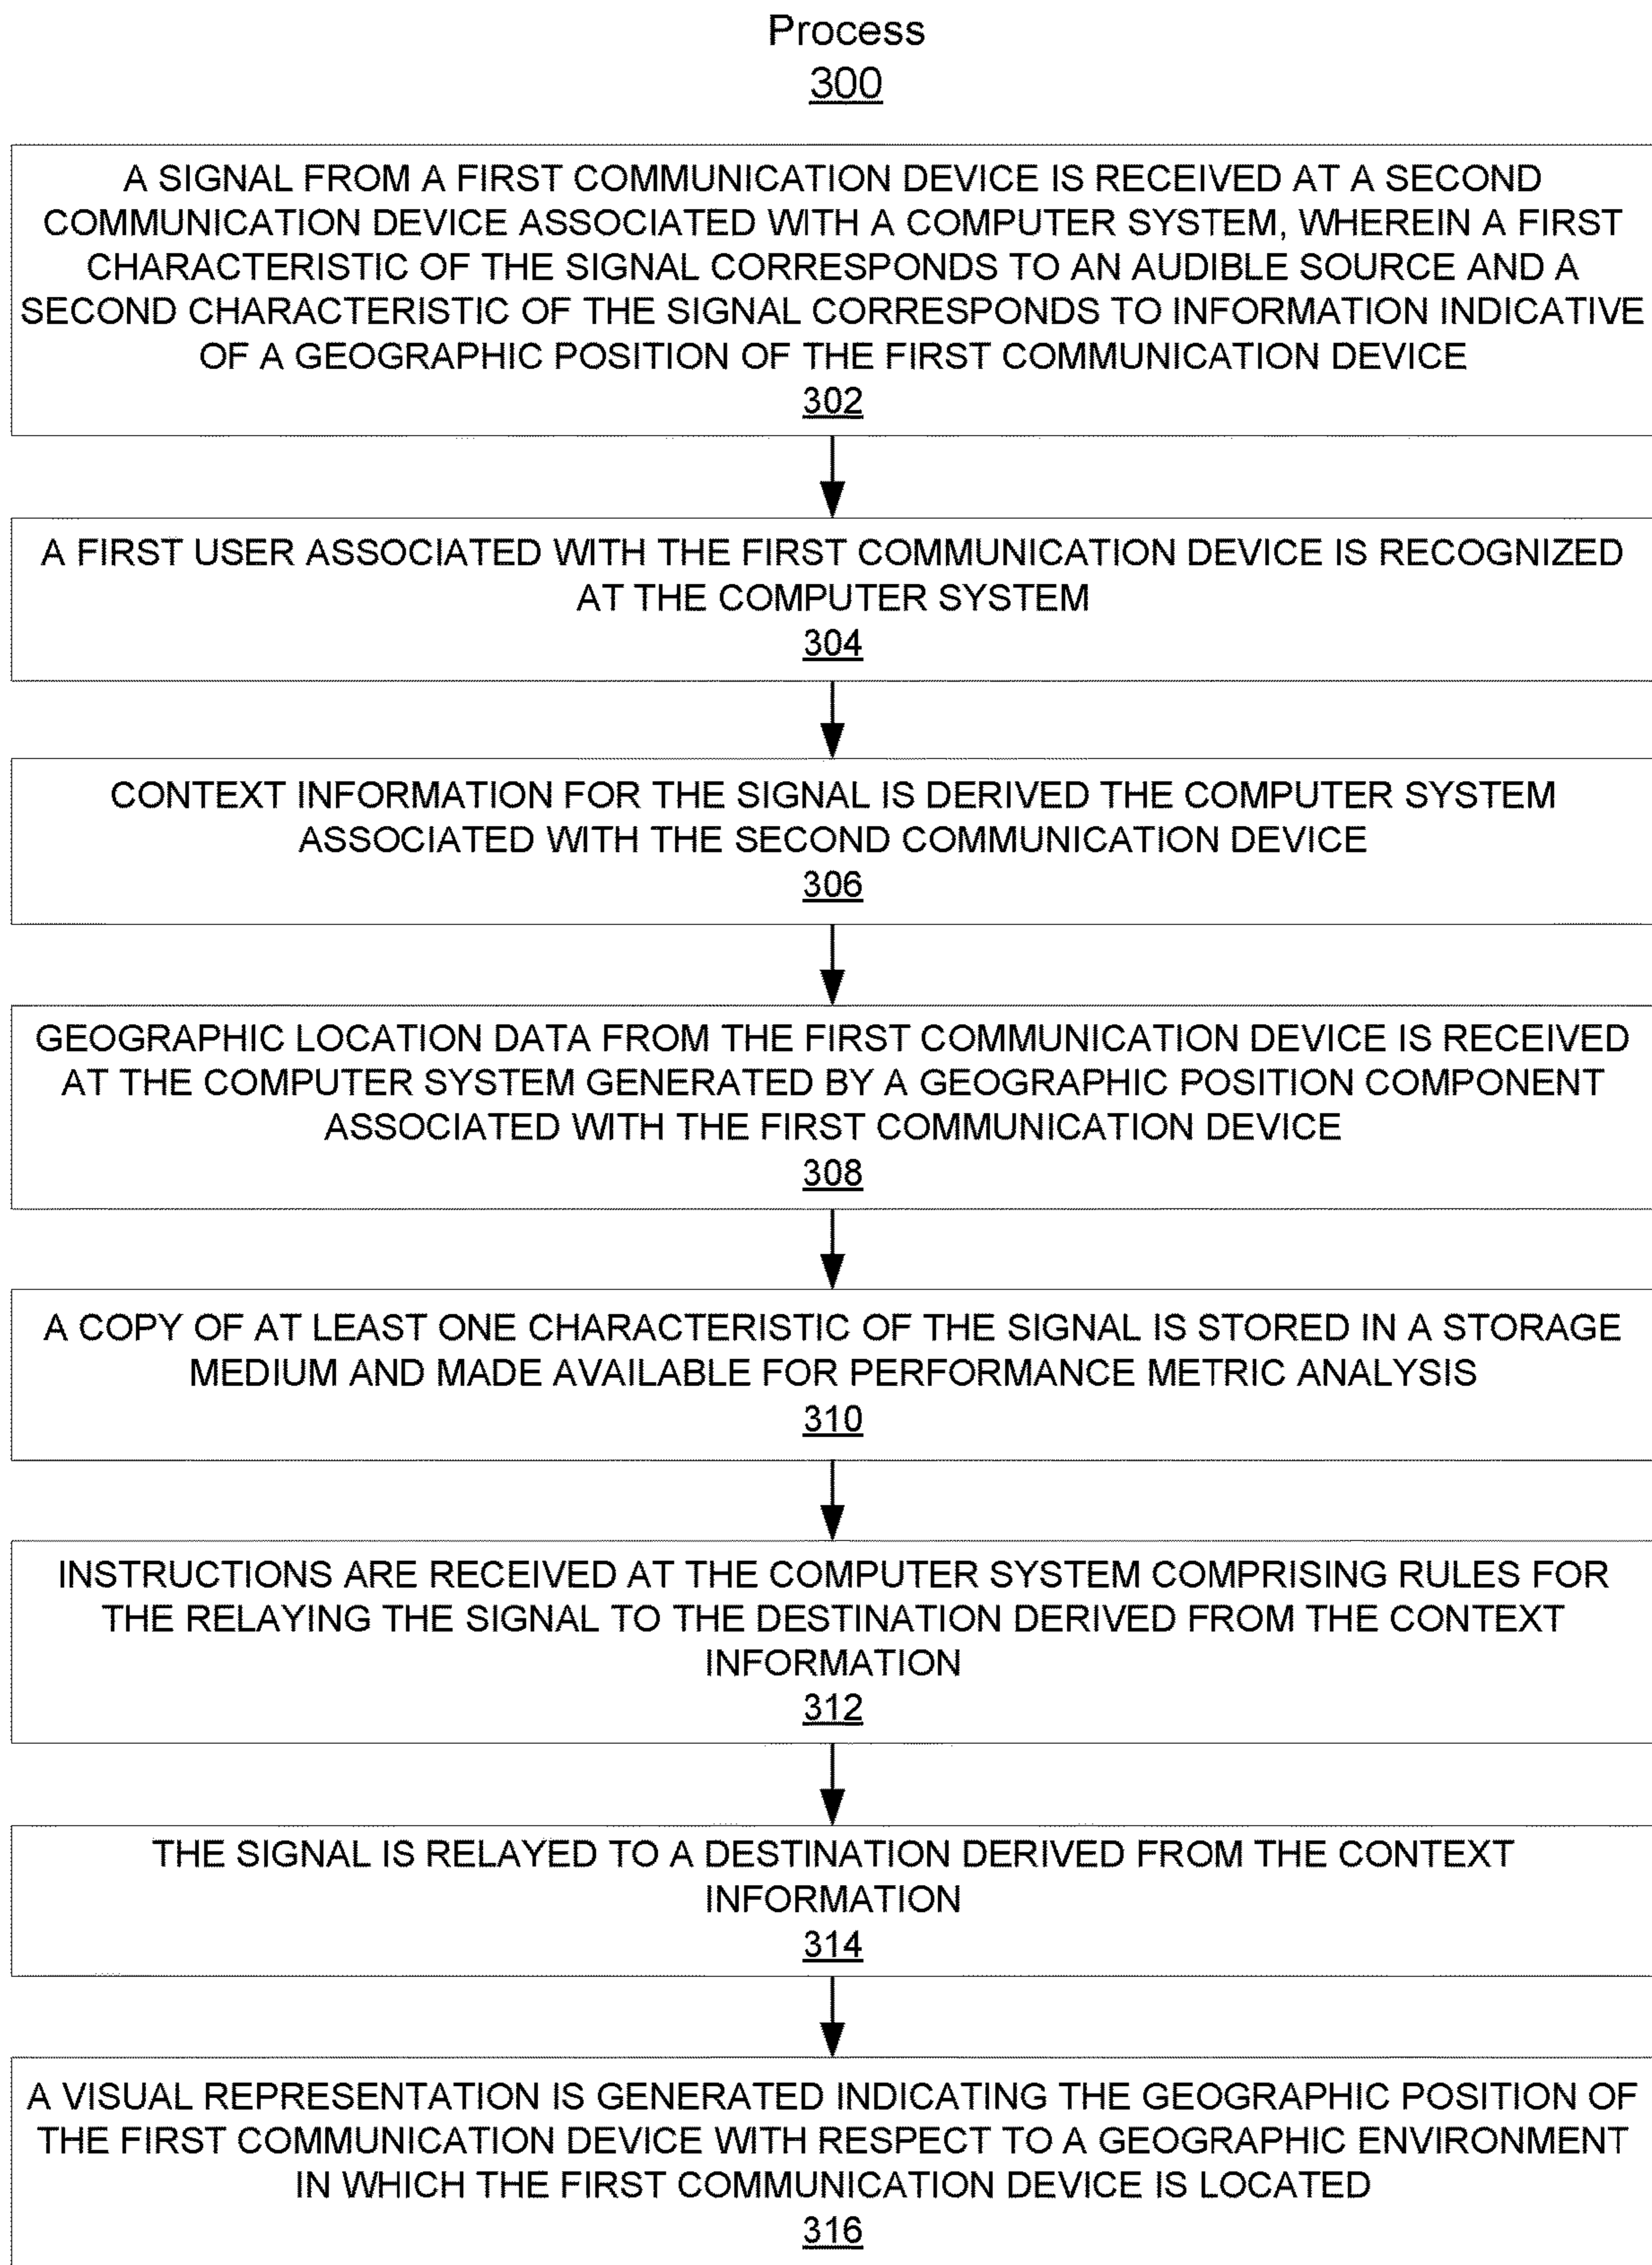 Process
300
A SIGNAL FROM A FIRST COMMUNICATION DEVICE IS RECEIVED AT A SECOND
COMMUNICATION DEVICE ASSOCIATED WITH A COMPUTER SYSTEM, WHEREIN A FIRST
CHARACTERISTIC OF THE SIGNAL CORRESPONDS TO AN AUDIBLE SOURCE AND A
SECOND CHARACTERISTIC OF THE SIGNAL CORRESPONDS TO INFORMATION INDICATIVE
OF A GEOGRAPHIC POSITION OF THE FIRST COMMUNICATION DEVICE
302
A FIRST USER ASSOCIATED WITH THE FIRST COMMUNICATION DEVICE IS RECOGNIZED
AT THE COMPUTER SYSTEM
304
CONTEXT INFORMATION FOR THE SIGNAL IS DERIVED THE COMPUTER SYSTEM
ASSOCIATED WITH THE SECOND COMMUNICATION DEVICE
306
GEOGRAPHIC LOCATION DATA FROM THE FIRST COMMUNICATION DEVICE IS RECEIVED
AT THE COMPUTER SYSTEM GENERATED BY A GEOGRAPHIC POSITION COMPONENT
ASSOCIATED WITH THE FIRST COMMUNICATION DEVICE
308
A COPY OF AT LEAST ONE CHARACTERISTIC OF THE SIGNAL IS STORED IN A STORAGE
MEDIUM AND MADE AVAILABLE FOR PERFORMANCE METRIC ANALYSIS
310
INSTRUCTIONS ARE RECEIVED AT THE COMPUTER SYSTEM COMPRISING RULES FOR
THE RELAYING THE SIGNAL TO THE DESTINATION DERIVED FROM THE CONTEXT
INFORMATION
312
THE SIGNAL IS RELAYED TO A DESTINATION DERIVED FROM THE CONTEXT
INFORMATION
314
A VISUAL REPRESENTATION IS GENERATED INDICATING THE GEOGRAPHIC POSITION OF
THE FIRST COMMUNICATION DEVICE WITH RESPECT TO A GEOGRAPHIC ENVIRONMENT
IN WHICH THE FIRST COMMUNICATION DEVICE IS LOCATED
316